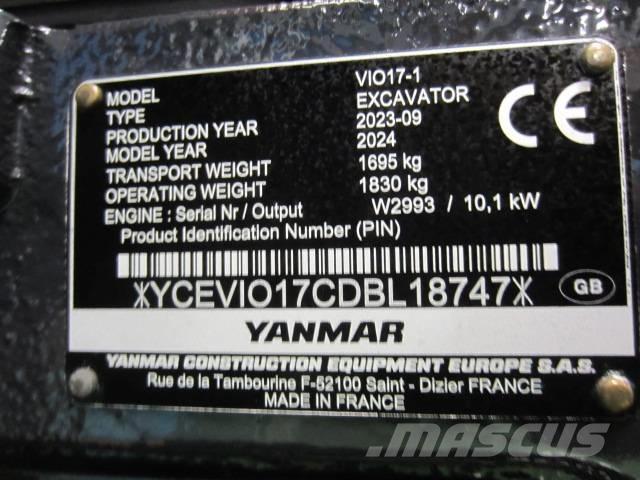 MODEL VIO17-1
TYPE EXCAVATOR
PRODUCTION YEAR 2023-09
MODEL YEAR 2024
TRANSPORT WEIGHT 1695 kg
OPERATING WEIGHT 1830 kg
ENGINE : Serial Nr / Output W2993 / 10,1 kW
Product Identification Number (PIN)
CE
*YCEVIO17CDBL18747*
GB
YANMAR
YANMAR CONSTRUCTION EQUIPMENT EUROPE S.A.S.
Rue de la Tambourine F-52100 Saint - Dizier FRANCE
MADE IN FRANCE
MASCUS